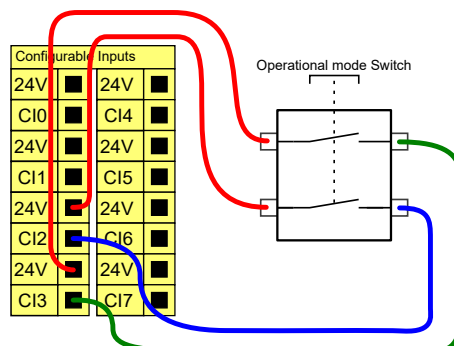 Configurable Inputs
Operational mode Switch
24V 24V
CI0 CI4
24V 24V
CI1 CI5
24V 24V
CI2 CI6
24V 24V
CI3 CI7